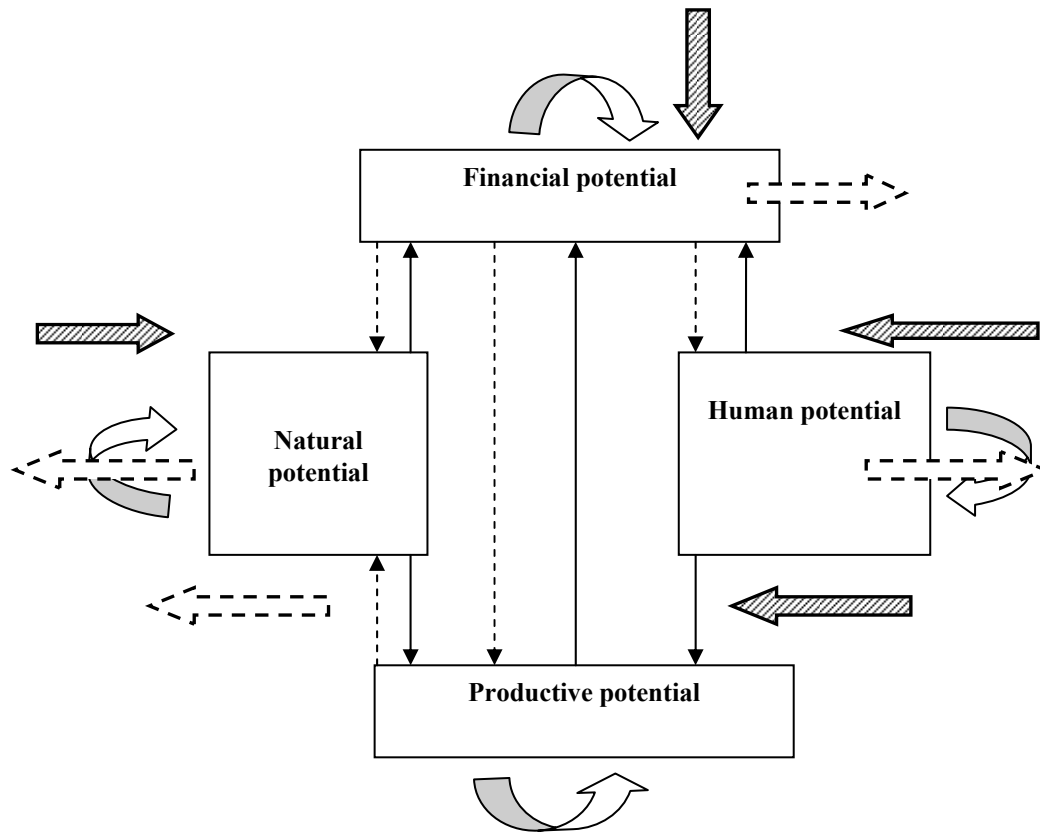 Financial potential
Human potential
Natural
potential
Productive potential